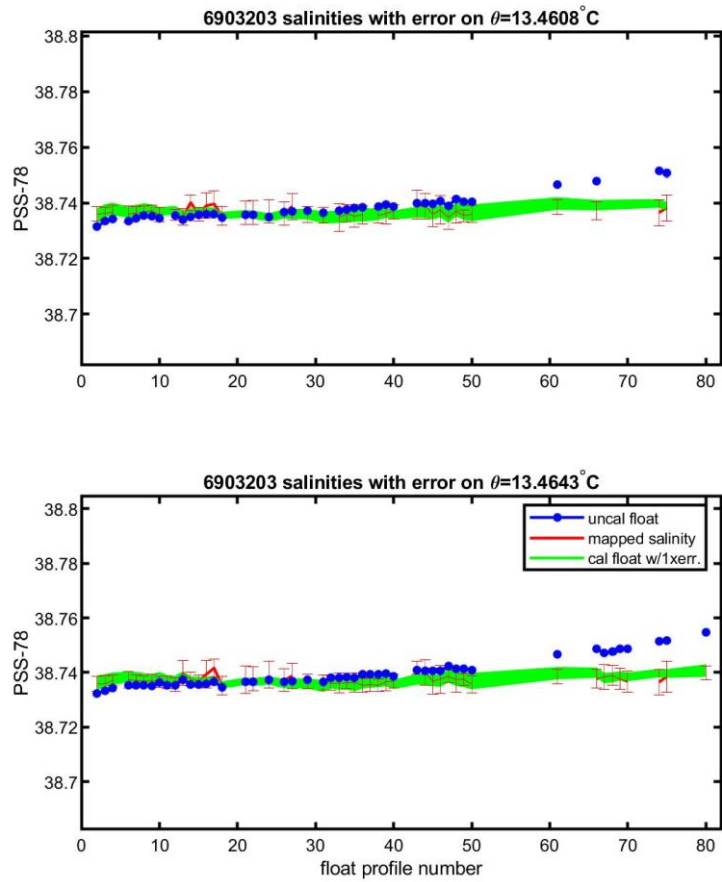 6903203 salinities with error on θ=13.4608°C
38.8
38.78
38.76
38.74
38.72
38.7
PSS-78
0 10 20 30 40 50 60 70 80
6903203 salinities with error on θ=13.4643°C
38.8
38.78
38.76
38.74
38.72
38.7
PSS-78
uncal float
mapped salinity
cal float w/1xerr.
0 10 20 30 40 50 60 70 80
float profile number